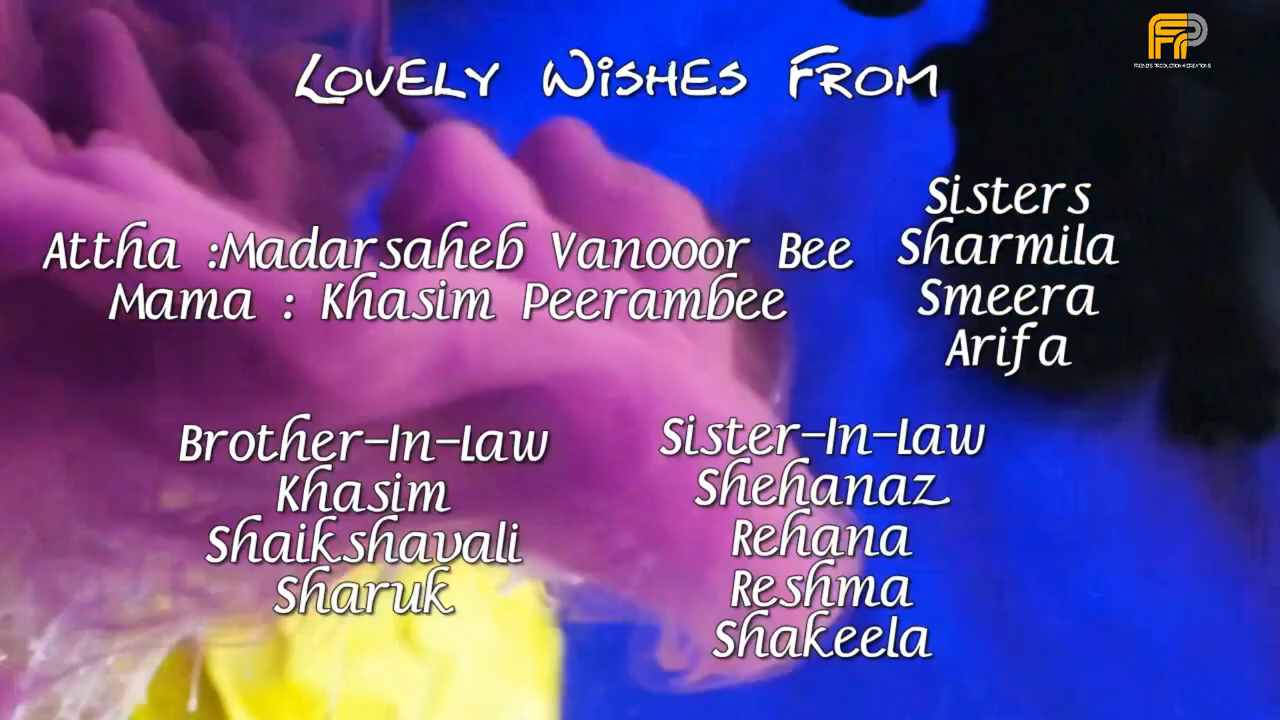 Lovely Wishes From
Attha :Madarsaheb Vanooor Bee
Mama : Khasim Peerambee
Sisters
Sharmila
Smeera
Arifa
Brother-In-Law
Khasim
Shaikshavali
Sharuk
Sister-In-Law
Shehanaz
Rehana
Reshma
Shakeela